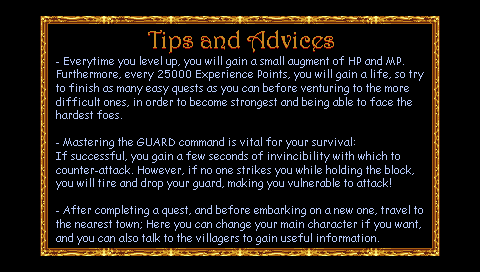 Tips and Advices
- Everytime you level up, you will gain a small augment of HP and MP.
Furthermore, every 25000 Experience Points, you will gain a life, so try
to finish as many easy quests as you can before venturing to the more
difficult ones, in order to become strongest and being able to face the
hardest foes.
- Mastering the GUARD command is vital for your survival:
If successful, you gain a few seconds of invincibility with which to
counter-attack. However, if no one strikes you while holding the block,
you will tire and drop your guard, making you vulnerable to attack!
- After completing a quest, and before embarking on a new one, travel to
the nearest town; Here you can change your main character if you want,
and you can also talk to the villagers to gain useful information.